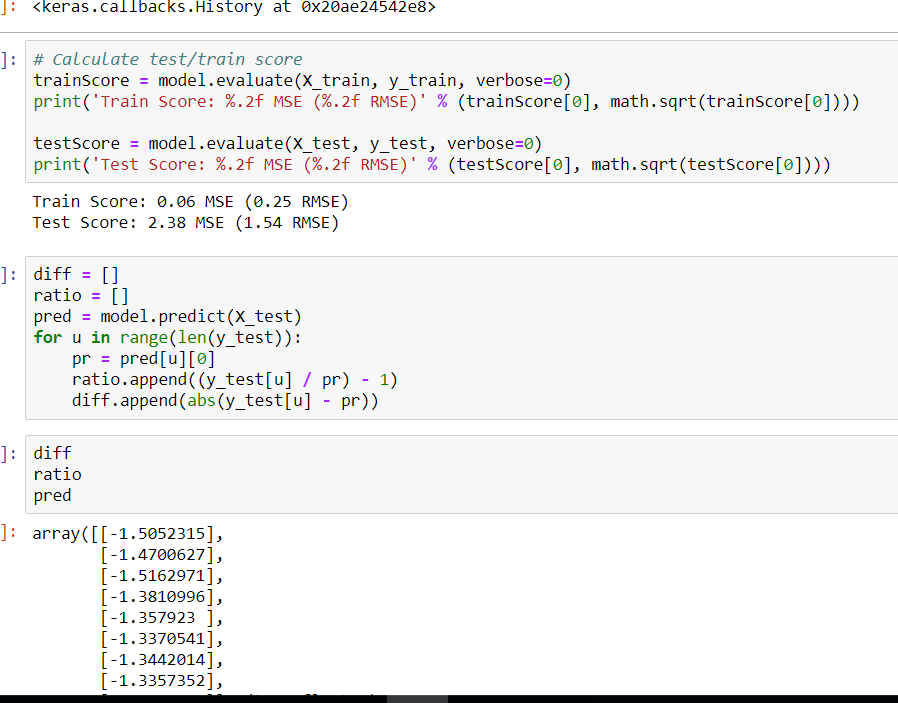 ]: <keras.callbacks.History at 0x20ae24542e8>
]: # Calculate test/train score
trainScore = model.evaluate(X_train, y_train, verbose=0)
print('Train Score: %.2f MSE (%.2f RMSE)' % (trainScore[0], math.sqrt(trainScore[0])))
testScore = model.evaluate(X_test, y_test, verbose=0)
print('Test Score: %.2f MSE (%.2f RMSE)' % (testScore[0], math.sqrt(testScore[0])))
Train Score: 0.06 MSE (0.25 RMSE)
Test Score: 2.38 MSE (1.54 RMSE)
]: diff = []
ratio = []
pred = model.predict(X_test)
for u in range(len(y_test)):
    pr = pred[u][0]
    ratio.append((y_test[u] / pr) - 1)
    diff.append(abs(y_test[u] - pr))
]: diff
ratio
pred
]: array([[-1.5052315],
       [-1.4700627],
       [-1.5162971],
       [-1.3810996],
       [-1.357923 ],
       [-1.3370541],
       [-1.3442014],
       [-1.3357352],